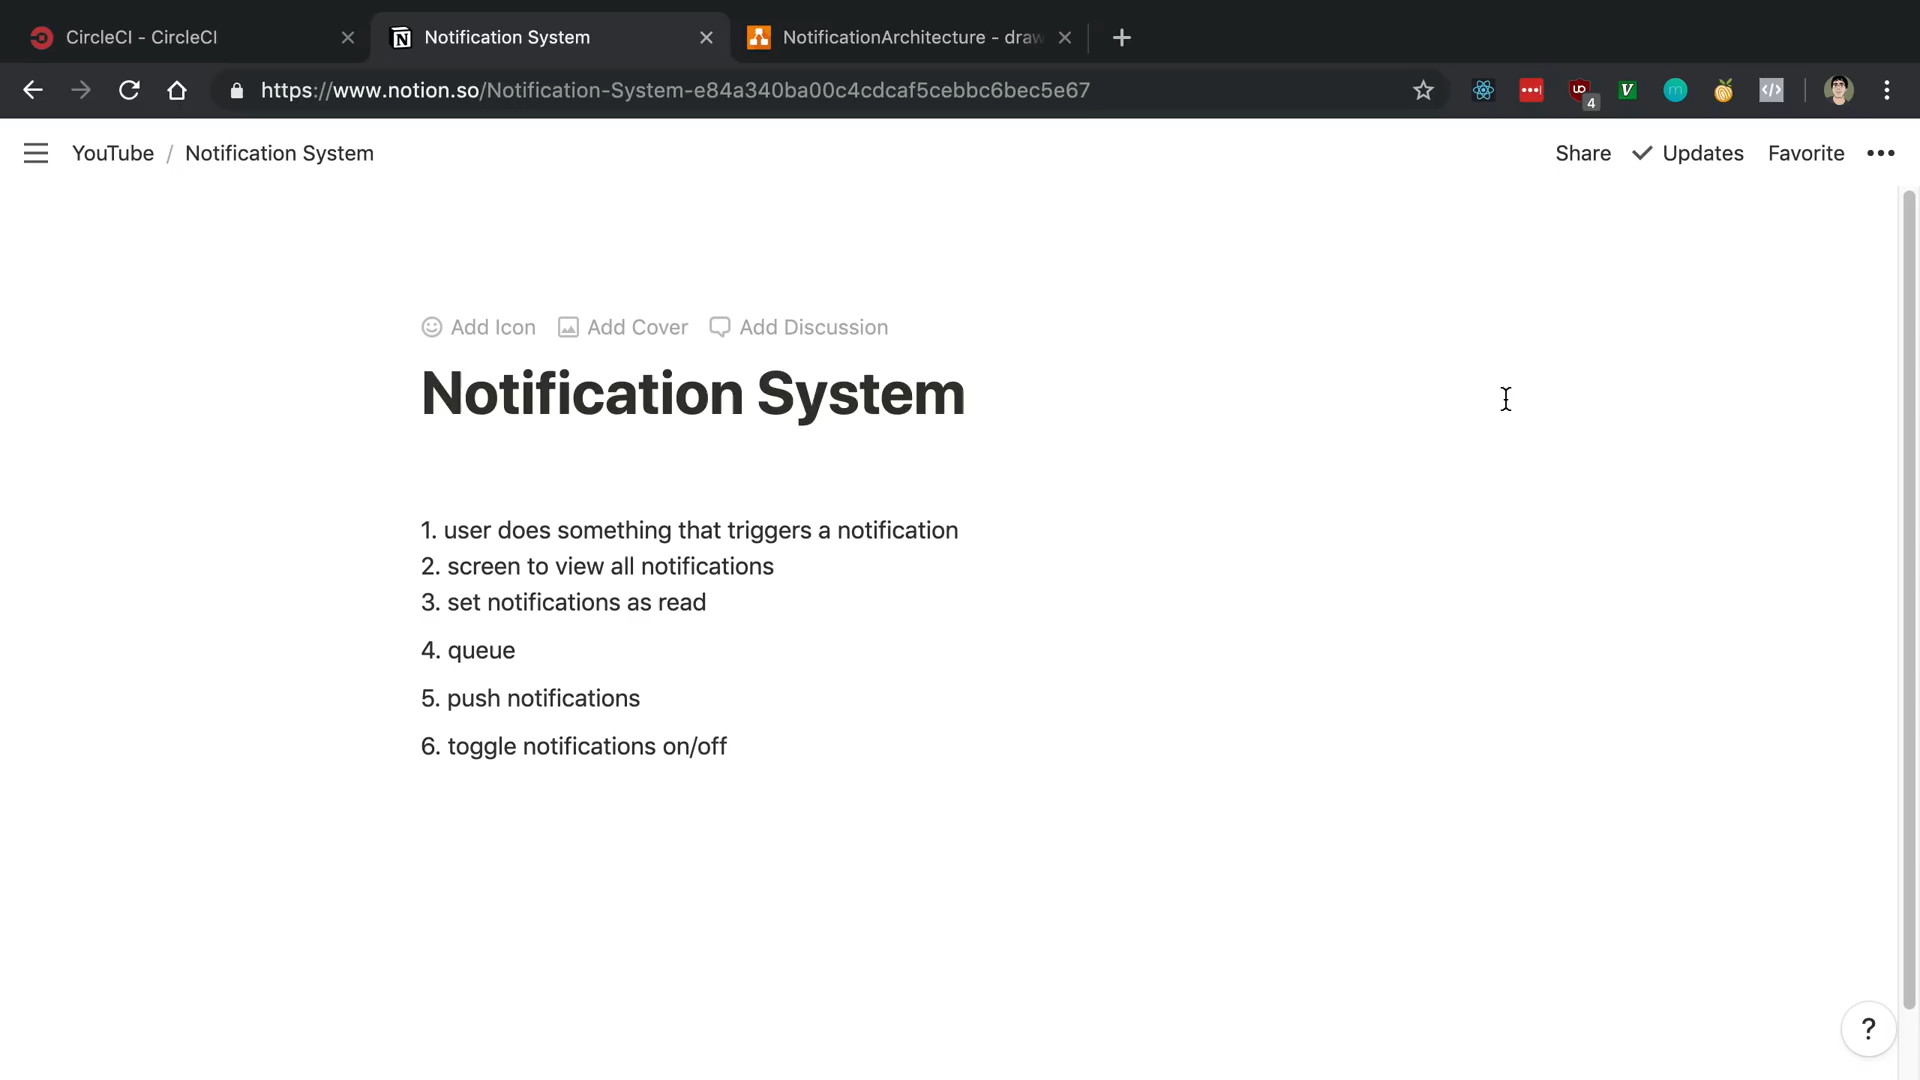 CircleCI - CircleCI
Notification System
NotificationArchitecture - draw
https://www.notion.so/Notification-System-e84a340ba00c4cdcaf5cebbc6bec5e67
4
YouTube / Notification System
Share
Updates
Favorite
Add Icon
Add Cover
Add Discussion
Notification System
1. user does something that triggers a notification
2. screen to view all notifications
3. set notifications as read
4. queue
5. push notifications
6. toggle notifications on/off
?